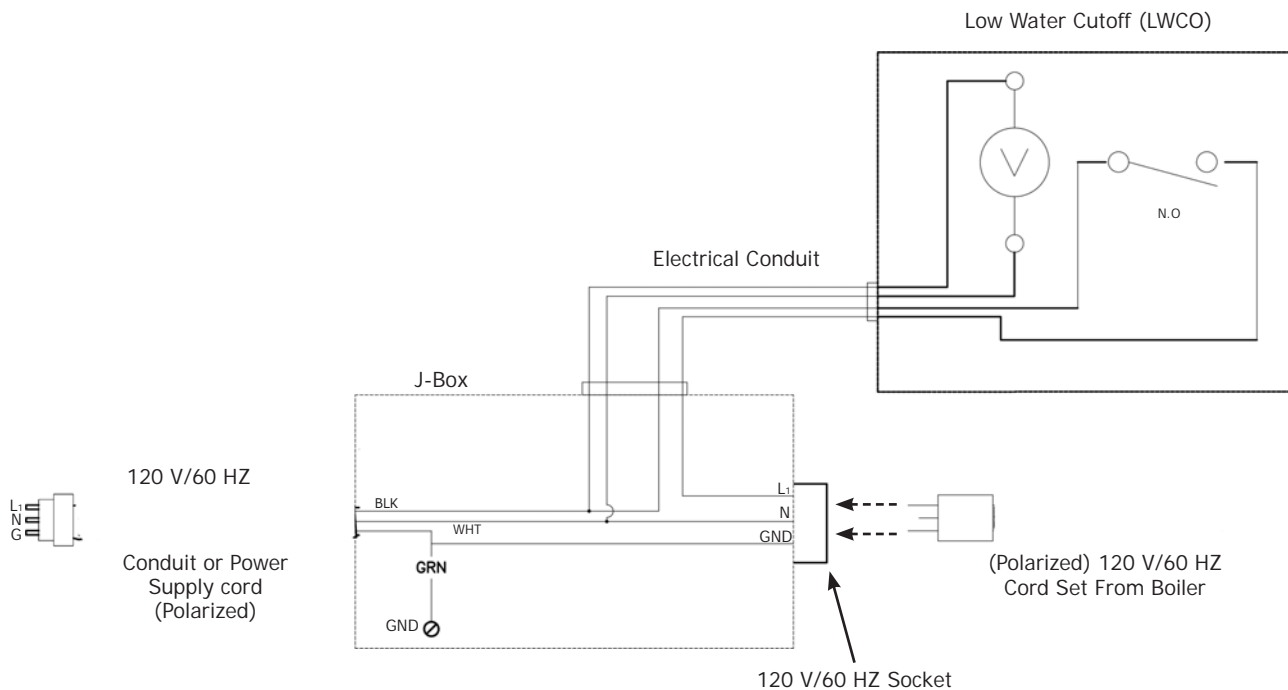 Low Water Cutoff (LWCO)
V
N.O
Electrical Conduit
J-Box
120 V/60 HZ
L1
N
G
Conduit or Power
Supply cord
(Polarized)
BLK
WHT
GRN
GND
L1
N
GND
(Polarized) 120 V/60 HZ
Cord Set From Boiler
120 V/60 HZ Socket